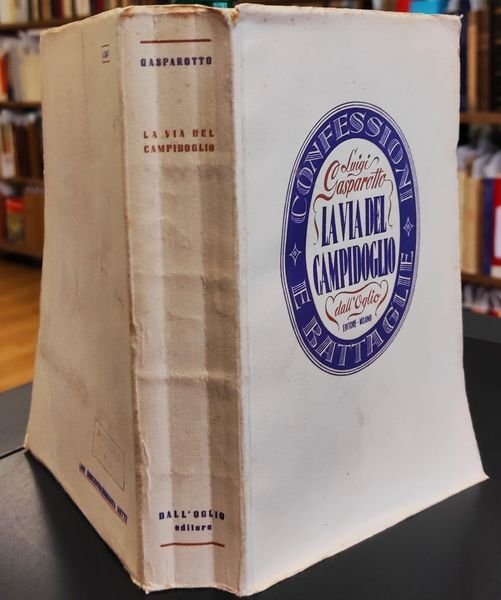 GASPAROTTO
LA VIA DEL
CAMPIDOGLIO
DALL'OGLIO
editore
CONFESSIONI
E BATTAGLIE
Luigi
Gasparotto
LA VIA DEL
CAMPIDOGLIO
dall'Oglio
EDITORE - MILANO